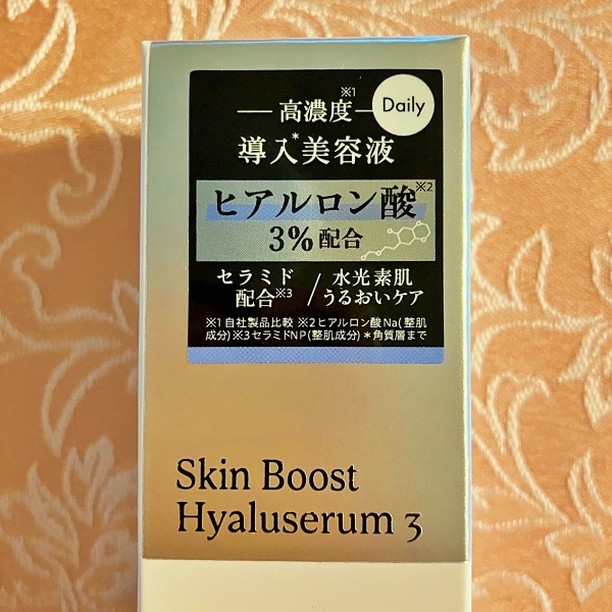 Daily
—高濃度※1—
導入*美容液
ヒアルロン酸※2
3%配合
セラミド
配合※3
/
水光素肌
うるおいケア
※1自社製品比較 ※2ヒアルロン酸Na(整肌
成分)※3セラミドNP(整肌成分)*角質層まで
Skin Boost
Hyaluserum 3